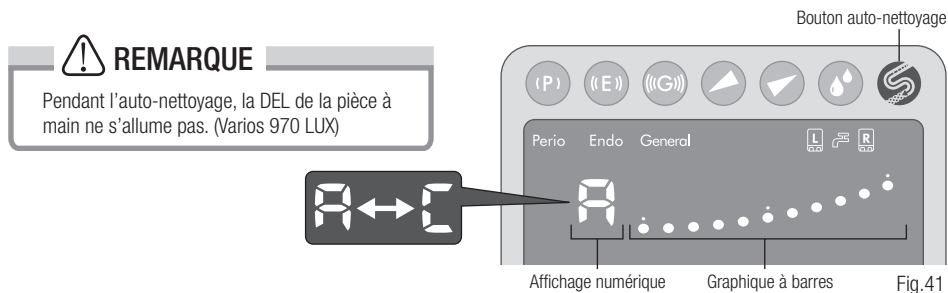 Bouton auto-nettoyage
REMARQUE
Pendant l'auto-nettoyage, la DEL de la pièce à
main ne s'allume pas. (Varios 970 LUX)
(P) ((E)) (((G)))
Perio Endo General L R
A
A ↔ C
Affichage numérique Graphique à barres Fig.41